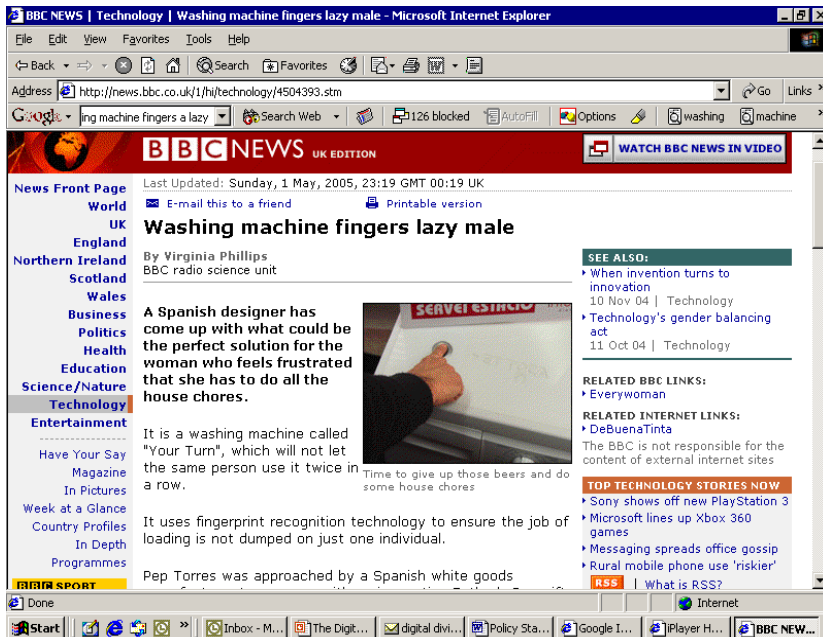 BBC NEWS | Technology | Washing machine fingers lazy male - Microsoft Internet Explorer
File Edit View Favorites Tools Help
Back Search Favorites
Address http://news.bbc.co.uk/1/hi/technology/4504393.stm Go Links
Google ing machine fingers a lazy Search Web 126 blocked AutoFill Options washing machine
BBC NEWS UK EDITION
WATCH BBC NEWS IN VIDEO
News Front Page
World
UK
England
Northern Ireland
Scotland
Wales
Business
Politics
Health
Education
Science/Nature
Technology
Entertainment
Have Your Say
Magazine
In Pictures
Week at a Glance
Country Profiles
In Depth
Programmes
BBC SPORT
Last Updated: Sunday, 1 May, 2005, 23:19 GMT 00:19 UK
E-mail this to a friend Printable version
Washing machine fingers lazy male
By Virginia Phillips
BBC radio science unit
A Spanish designer has
come up with what could be
the perfect solution for the
woman who feels frustrated
that she has to do all the
house chores.
SERVEI ESTACIO
Time to give up those beers and do
some house chores
It is a washing machine called
"Your Turn", which will not let
the same person use it twice in
a row.
It uses fingerprint recognition technology to ensure the job of
loading is not dumped on just one individual.
Pep Torres was approached by a Spanish white goods
SEE ALSO:
When invention turns to
innovation
10 Nov 04 | Technology
Technology's gender balancing
act
11 Oct 04 | Technology
RELATED BBC LINKS:
Everywoman
RELATED INTERNET LINKS:
DeBuenaTinta
The BBC is not responsible for the
content of external internet sites
TOP TECHNOLOGY STORIES NOW
Sony shows off new PlayStation 3
Microsoft lines up Xbox 360
games
Messaging spreads office gossip
Rural mobile phone use 'riskier'
RSS | What is RSS?
Done Internet
Start Inbox - M... The Digit... digital divi... Policy Sta... Google I... iPlayer H... BBC NEW...